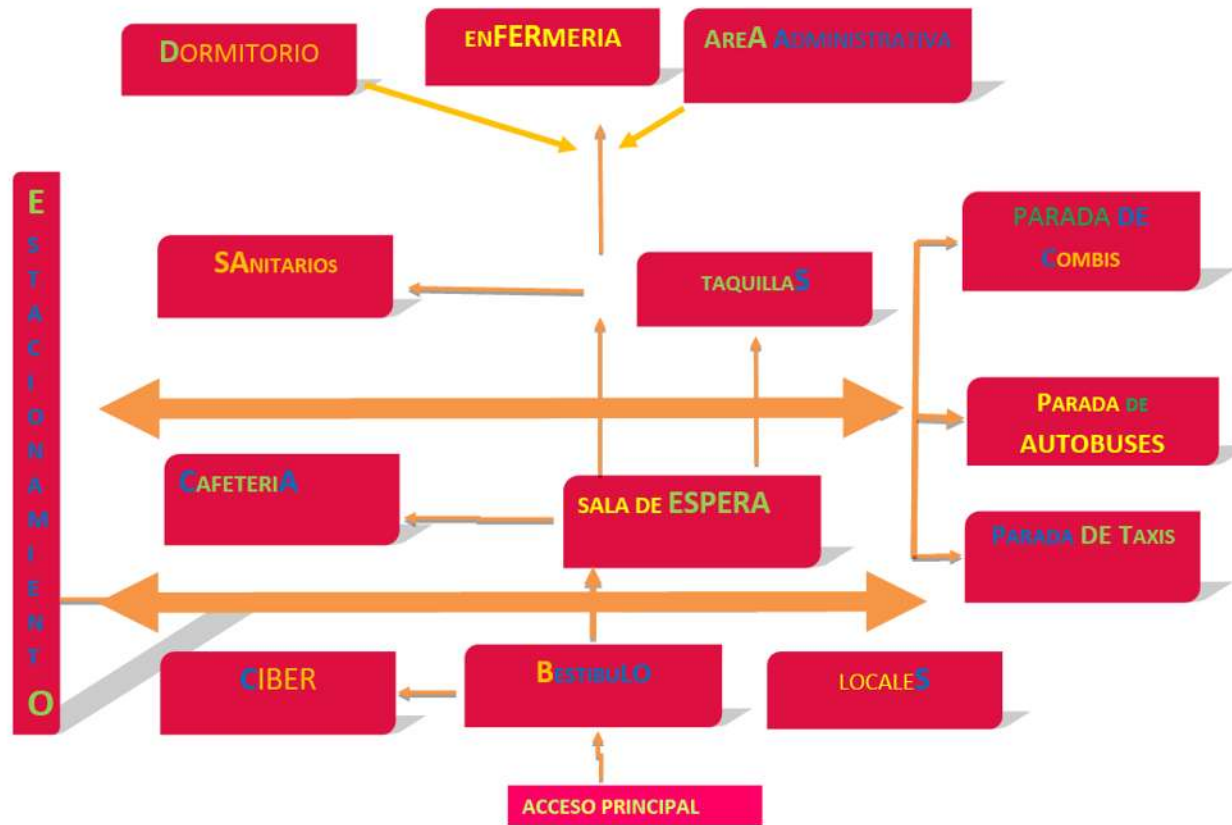 DORMITORIO
enFERmeria
AreA ADMINISTRATIVA
ESTACIONAMIENTO
SAnitarios
TAQUILLAS
PARADA DE
COMBIS
PARADA DE
AUTOBUSES
CAFETERIA
SALA DE ESPERA
PARADA DE TAXIS
CIBER
BESTIBULO
LOCALES
ACCESO PRINCIPAL